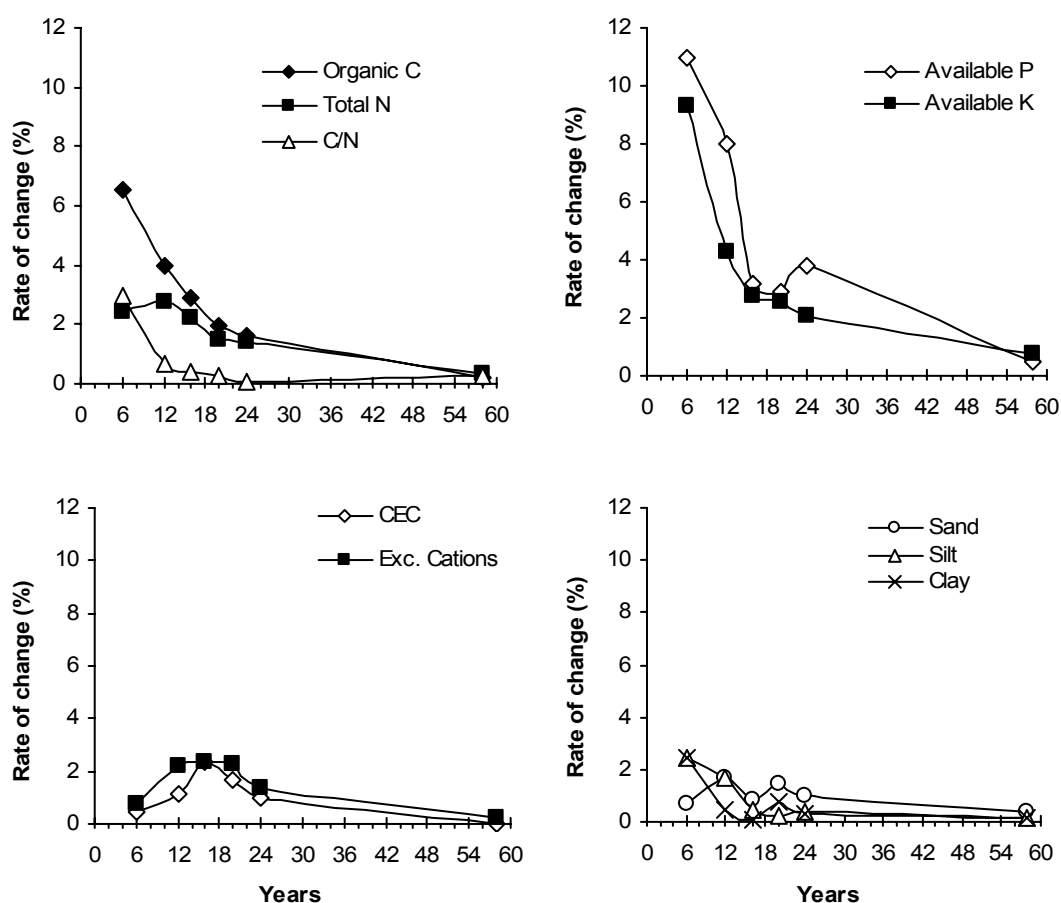 12
10
8
6
4
2
0
Rate of change (%)
Organic C
Total N
C/N
0 6 12 18 24 30 36 42 48 54 60
12
10
8
6
4
2
0
Rate of change (%)
Available P
Available K
0 6 12 18 24 30 36 42 48 54 60
12
10
8
6
4
2
0
Rate of change (%)
CEC
Exc. Cations
0 6 12 18 24 30 36 42 48 54 60
Years
12
10
8
6
4
2
0
Rate of change (%)
Sand
Silt
Clay
0 6 12 18 24 30 36 42 48 54 60
Years